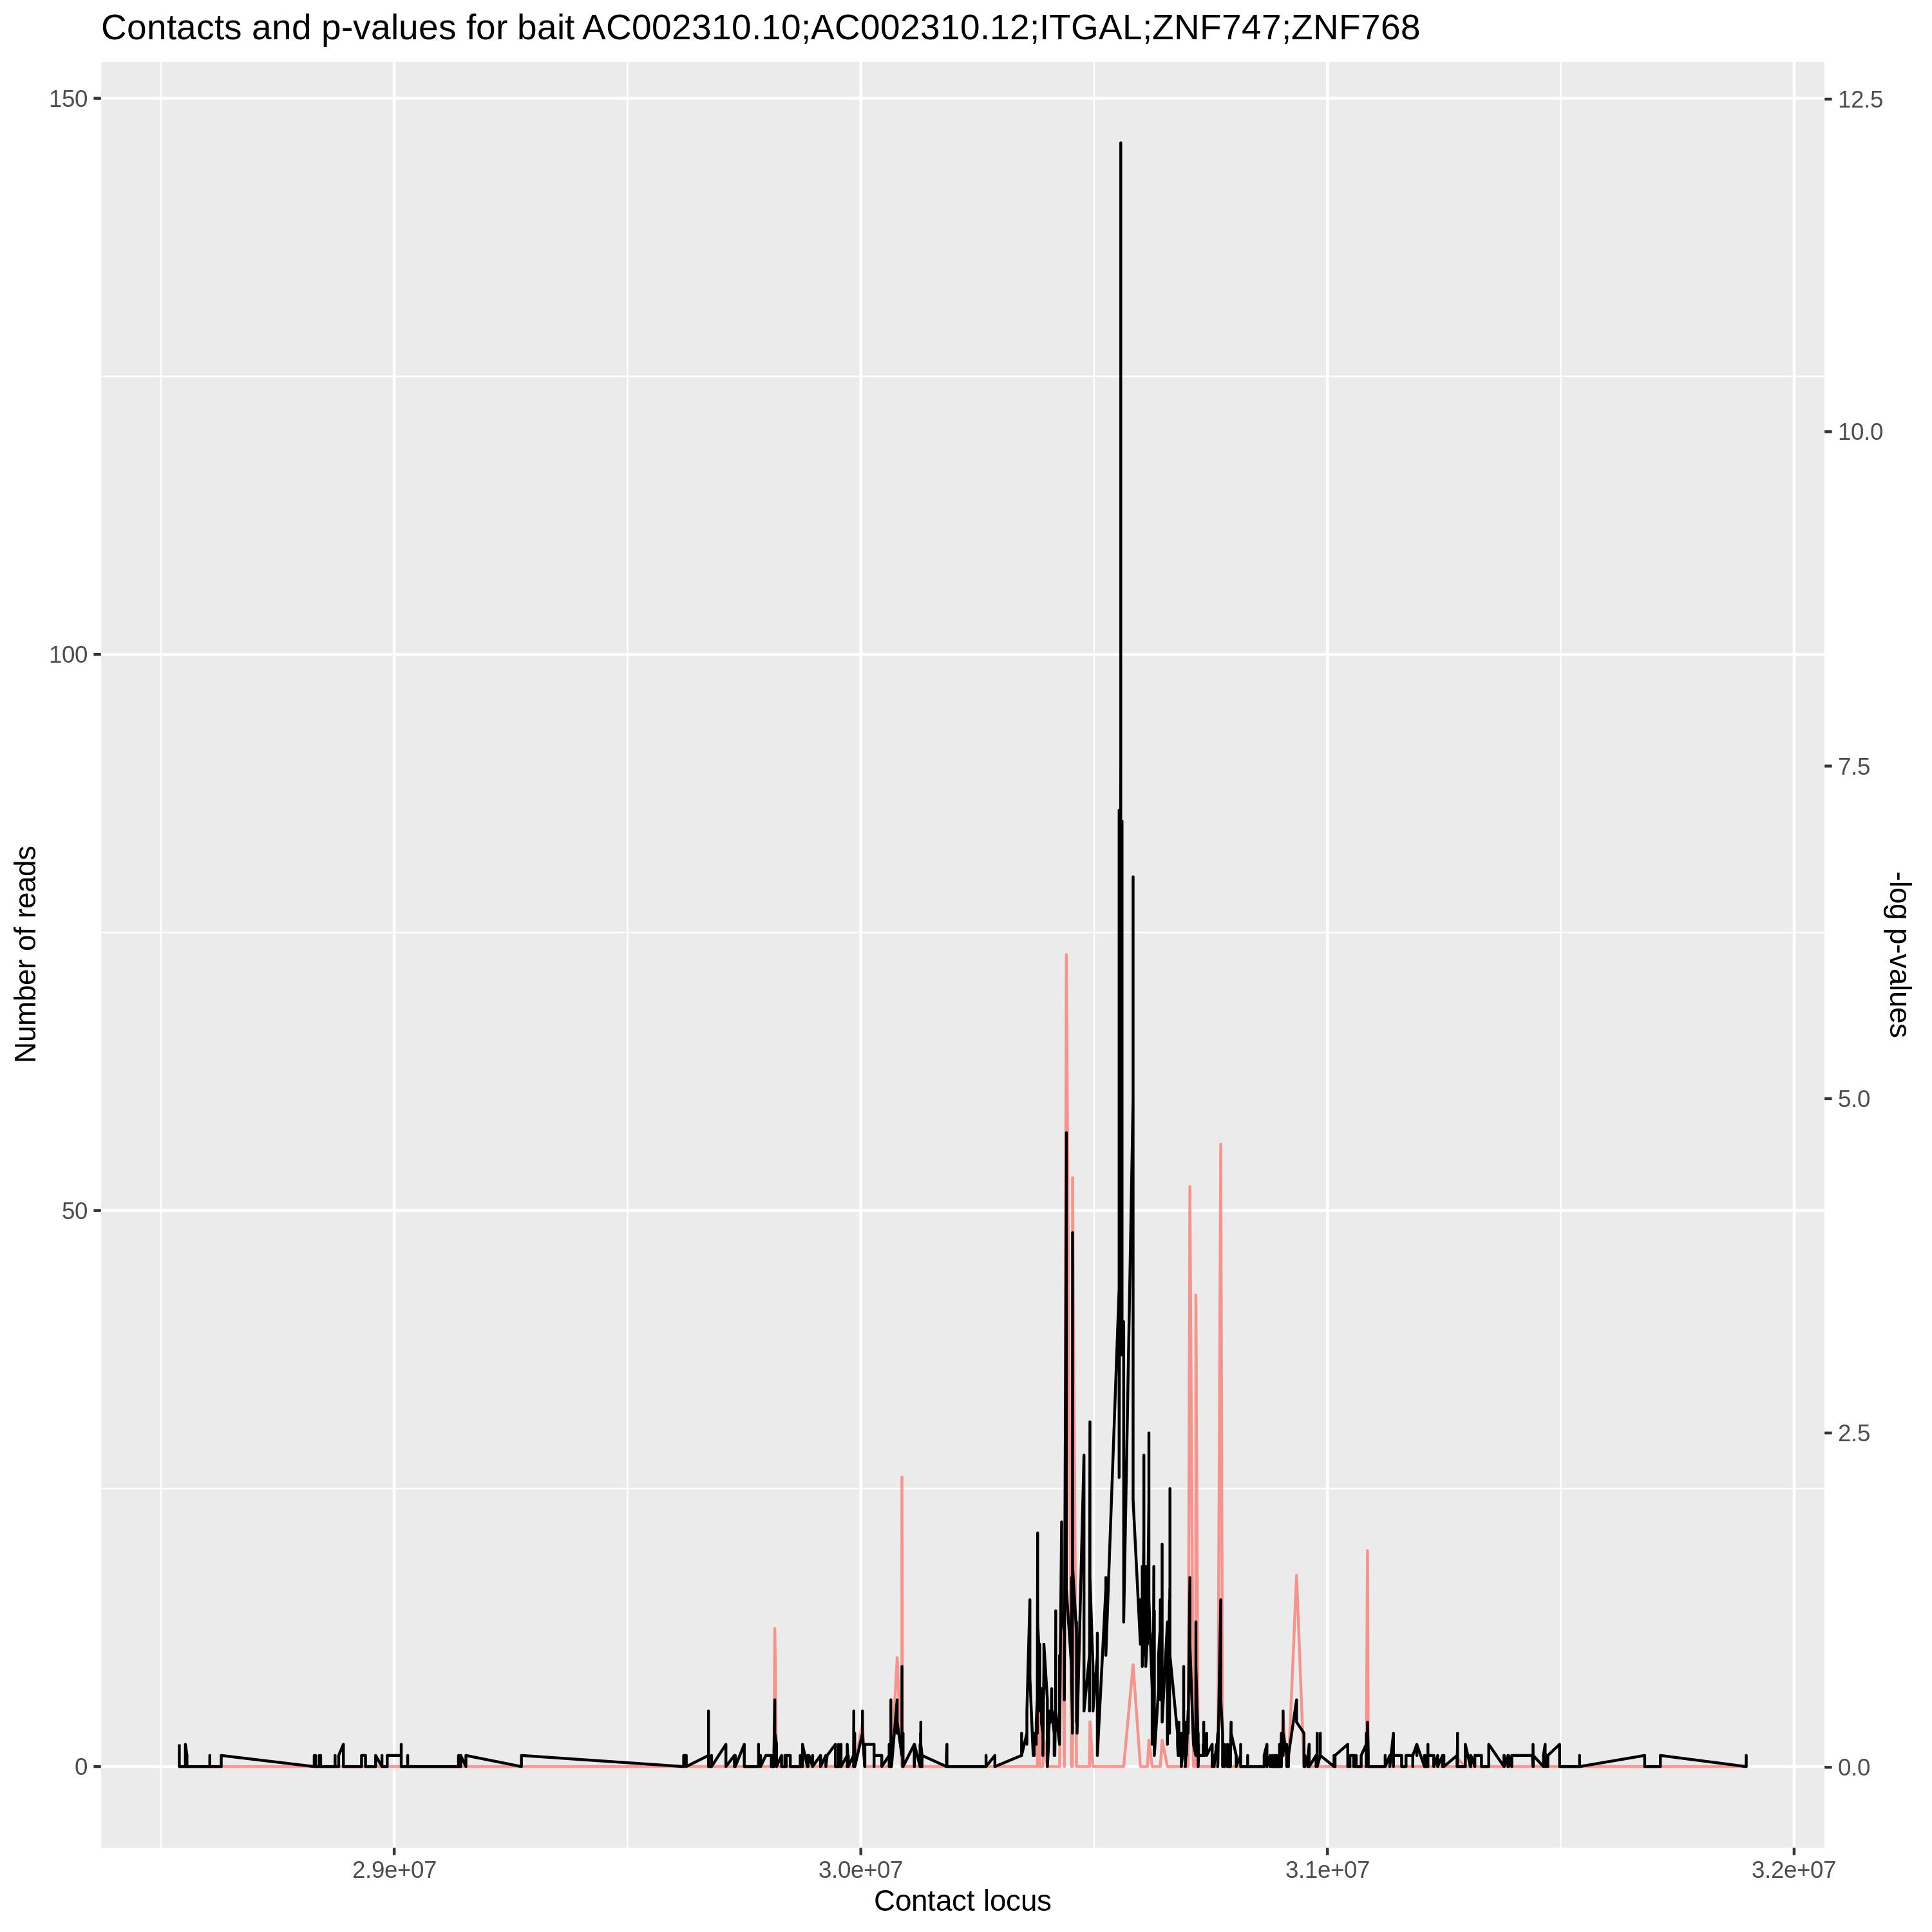 Contacts and p-values for bait AC002310.10;AC002310.12;ITGAL;ZNF747;ZNF768
150
100
50
0
Number of reads
12.5
10.0
7.5
5.0
2.5
0.0
-log p-values
2.9e+07
3.0e+07
3.1e+07
3.2e+07
Contact locus